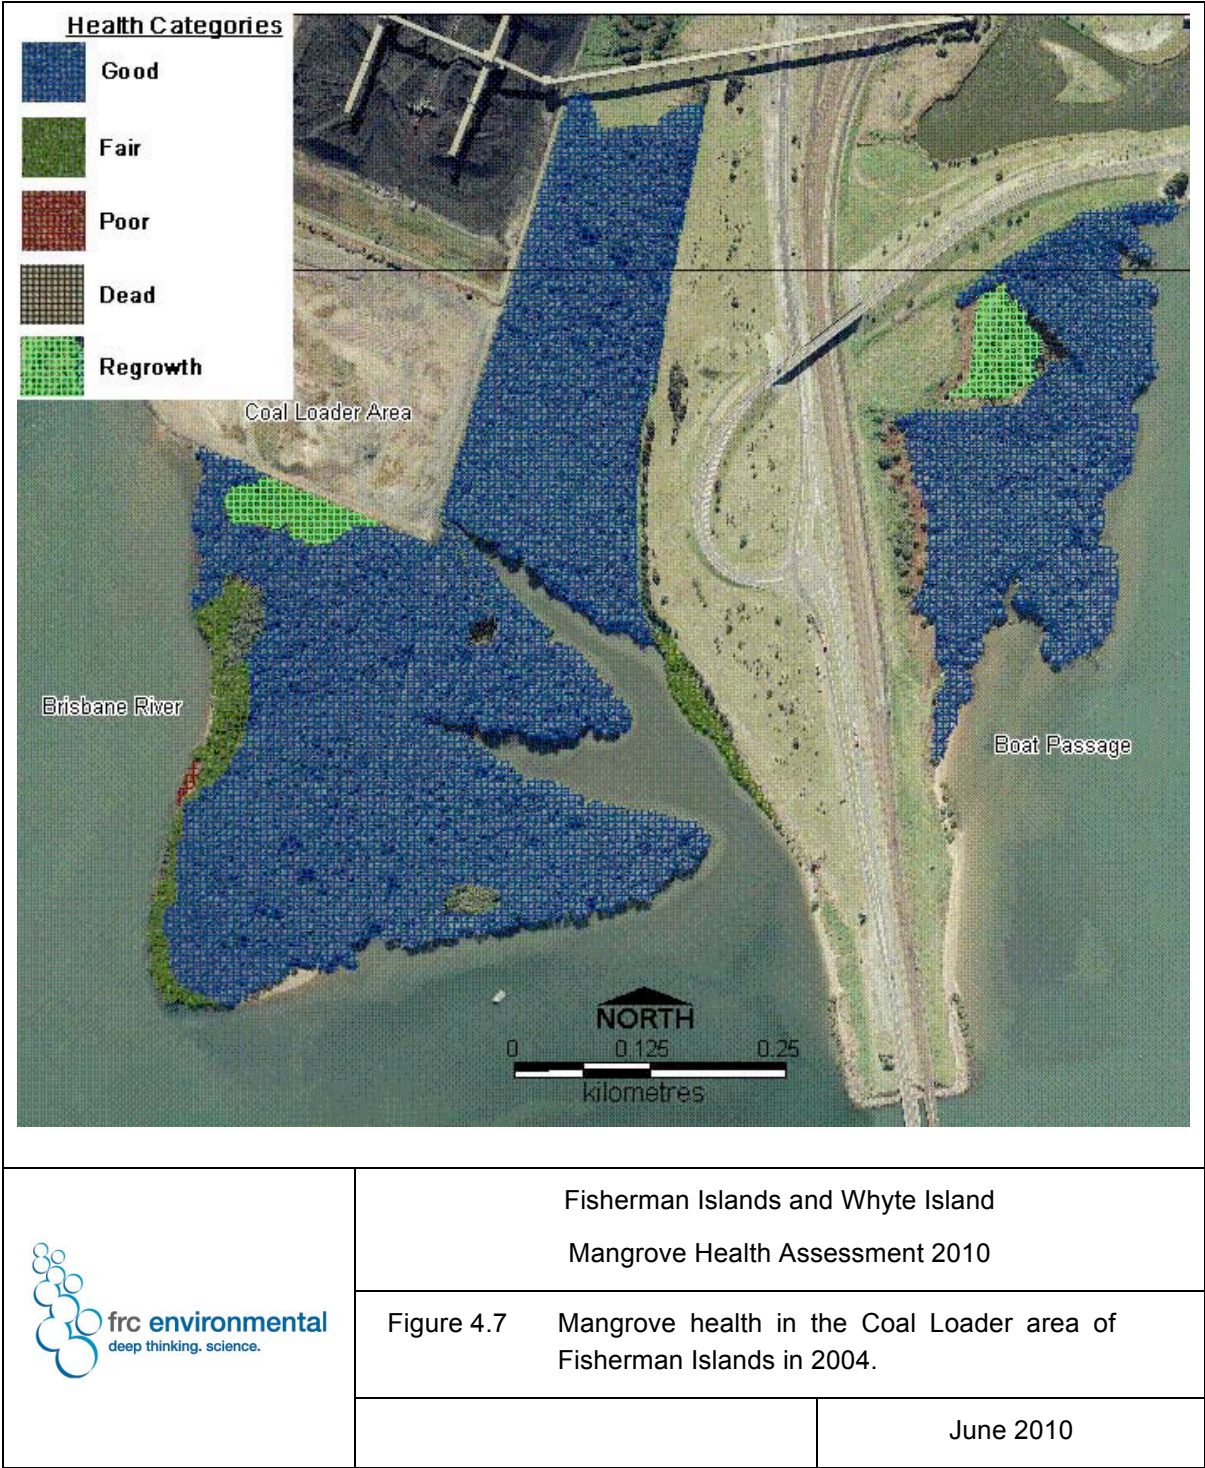 Health Categories
Good
Fair
Poor
Dead
Regrowth
Coal Loader Area
Brisbane River
Boat Passage
NORTH
0 0.125 0.25
kilometres
frc environmental
deep thinking. science.
Fisherman Islands and Whyte Island
Mangrove Health Assessment 2010
Figure 4.7 Mangrove health in the Coal Loader area of
Fisherman Islands in 2004.
June 2010